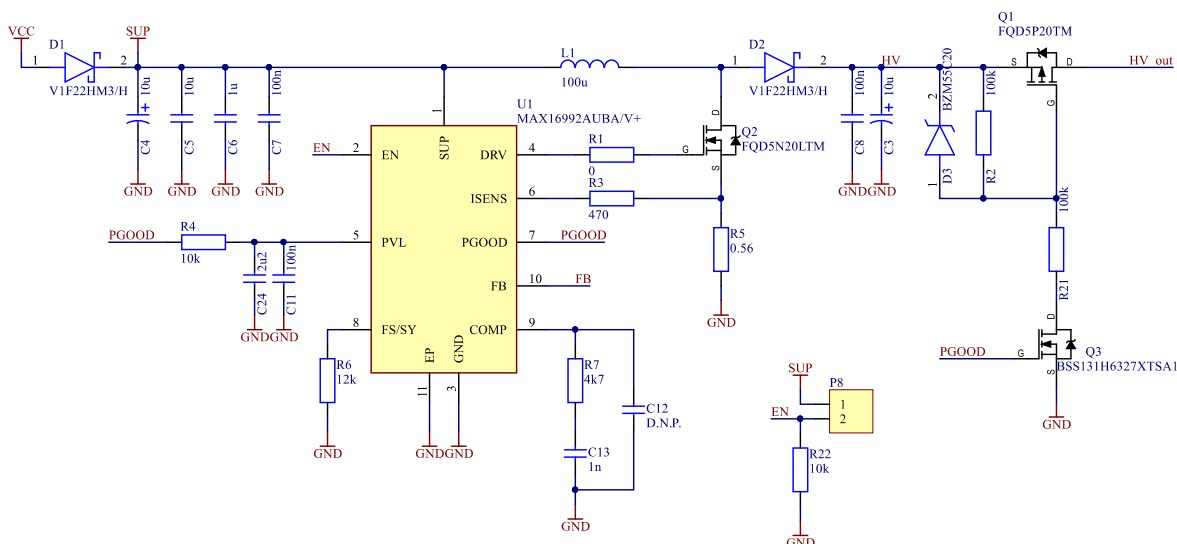 VCC
1
D1
2
V1F22HM3/H
SUP
10u
C4
GND
10u
C5
GND
1u
C6
GND
100n
C7
GND
L1
100u
1
D2
2
V1F22HM3/H
HV
100n
C8
GND
10u
C3
GND
BZM55C20
2
1
D3
100k
R2
Q1
FQD5P20TM
S
D
G
HV_out
U1
MAX16992AUBA/V+
1
SUP
EN
2
EN
DRV
4
R1
0
G
D
S
Q2
FQD5N20LTM
ISENS
6
R3
470
R5
0.56
GND
PGOOD
R4
10k
5
PVL
2u2
C24
GND
100n
C11
GND
PGOOD
7
PGOOD
FB
10
FB
8
FS/SY
R6
12k
GND
COMP
9
EP
11
GND
GND
3
GND
R7
4k7
C13
1n
C12
D.N.P.
GND
100k
R21
PGOOD
G
D
S
Q3
BSS131H6327XTSA1
GND
SUP
P8
1
2
EN
R22
10k
GND